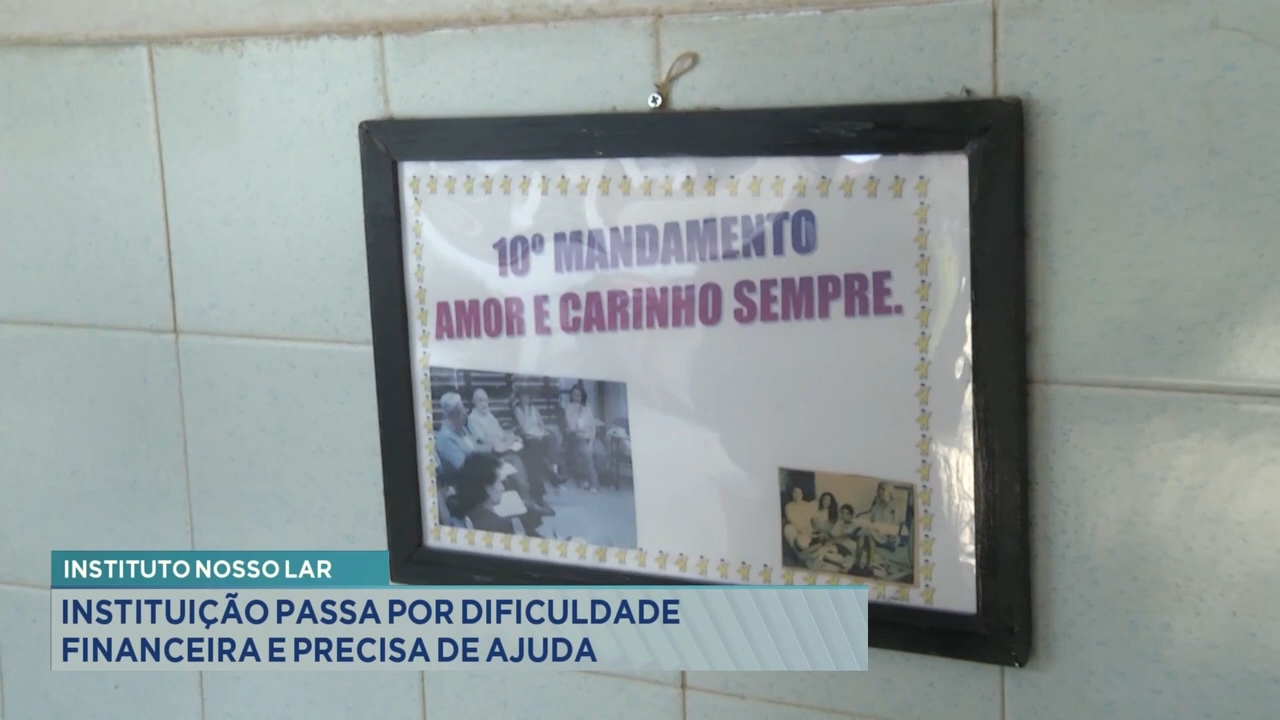 10º MANDAMENTO
AMOR E CARINHO SEMPRE.
INSTITUTO NOSSO LAR
INSTITUIÇÃO PASSA POR DIFICULDADE
FINANCEIRA E PRECISA DE AJUDA